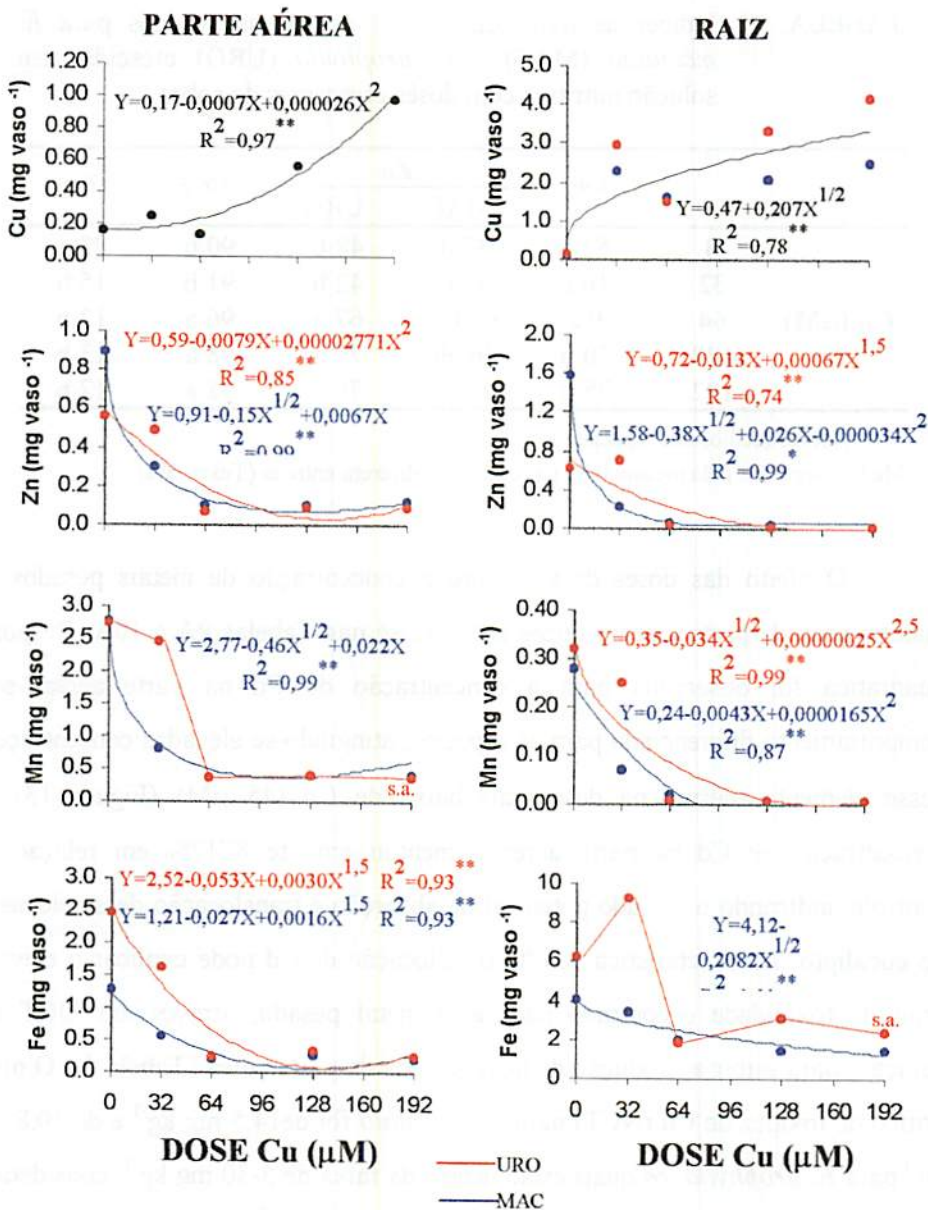 PARTE AÉREA
RAIZ
Cu (mg vaso -1)
1.20
1.00
0.80
0.60
0.40
0.20
0.00
Y=0,17-0,0007X+0,000026X2
R2=0,97**
Cu (mg vaso -1)
5.0
4.0
3.0
2.0
1.0
0.0
Y=0,47+0,207X1/2
R2=0,78**
Zn (mg vaso -1)
1.0
0.8
0.6
0.4
0.2
0.0
Y=0,59-0,0079X+0,00002771X2
R2=0,85**
Y=0,91-0,15X1/2+0,0067X
R2=0,99**
Zn (mg vaso -1)
2.0
1.6
1.2
0.8
0.4
0.0
Y=0,72-0,013X+0,00067X1,5
R2=0,74**
Y=1,58-0,38X1/2+0,026X-0,000034X2
R2=0,99*
Mn (mg vaso -1)
3.0
2.5
2.0
1.5
1.0
0.5
0.0
Y=2,77-0,46X1/2+0,022X
R2=0,99**
s.a.
Mn (mg vaso -1)
0.40
0.30
0.20
0.10
0.00
Y=0,35-0,034X1/2+0,00000025X2,5
R2=0,99**
Y=0,24-0,0043X+0,0000165X2
R2=0,87**
Fe (mg vaso -1)
3.0
2.5
2.0
1.5
1.0
0.5
0.0
Y=2,52-0,053X+0,0030X1,5 R2=0,93**
Y=1,21-0,027X+0,0016X1,5 R2=0,93**
0 32 64 96 128 160 192
DOSE Cu (µM)
Fe (mg vaso -1)
10
8
6
4
2
0
Y=4,12-
0,2082X1/2
**
s.a.
0 32 64 96 128 160 192
DOSE Cu (µM)
URO
MAC